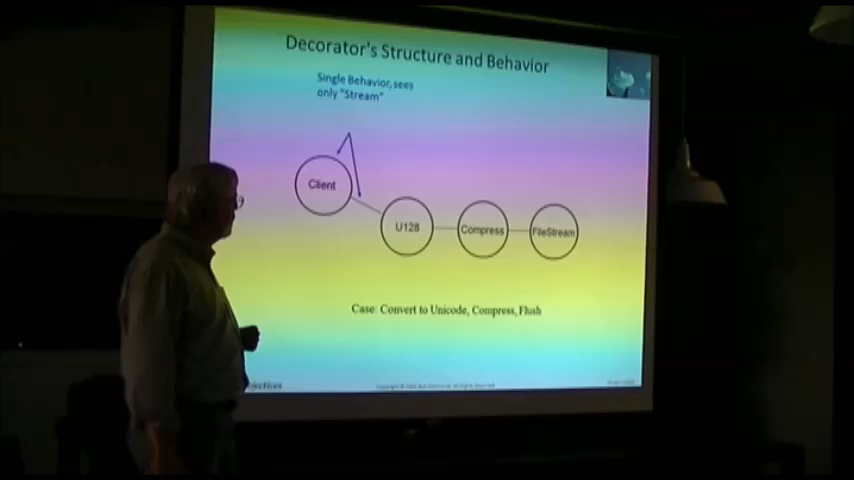 Decorator's Structure and Behavior
Single Behavior, sees
only "Stream"
Client
U128
Compress
FileStream
Case: Convert to Unicode, Compress, Flush